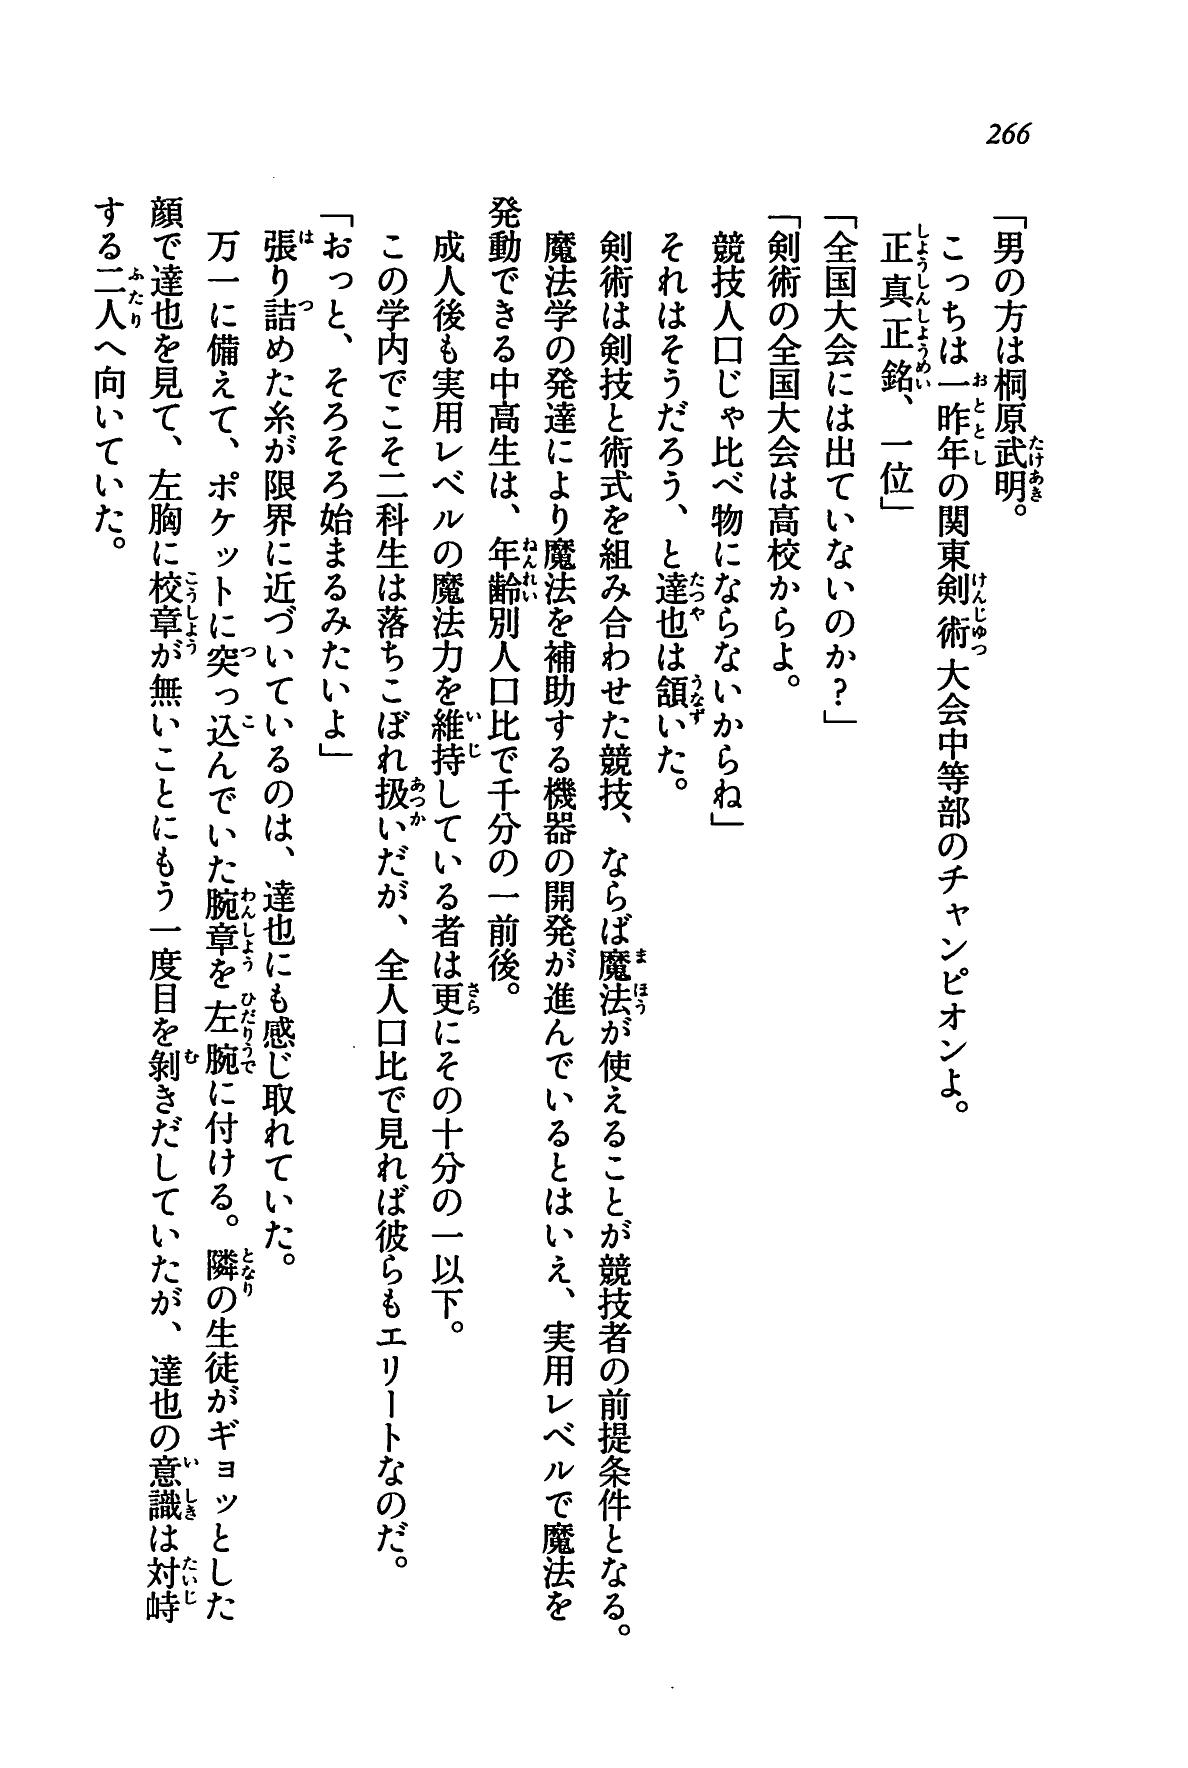 266
「男の方は桐原武明。
こっちは一昨年の関東剣術大会中等部のチャンピオンよ。
正真正銘、一位」
「全国大会には出ていないのか？」
「剣術の全国大会は高校からよ。
競技人口じゃ比べ物にならないからね」
それはそうだろう、と達也は頷いた。
剣術は剣技と術式を組み合わせた競技、ならば魔法が使えることが競技者の前提条件となる。
魔法学の発達により魔法を補助する機器の開発が進んでいるとはいえ、実用レベルで魔法を
発動できる中高生は、年齢別人口比で千分の一前後。
成人後も実用レベルの魔法力を維持している者は更にその十分の一以下。
この学内でこそ二科生は落ちこぼれ扱いだが、全人口比で見れば彼らもエリートなのだ。
「おっと、そろそろ始まるみたいよ」
張り詰めた糸が限界に近づいているのは、達也にも感じ取れていた。
万一に備えて、ポケットに突っ込んでいた腕章を左腕に付ける。隣の生徒がギョッとした
顔で達也を見て、左胸に校章が無いことにもう一度目を剝きだしていたが、達也の意識は対峙
する二人へ向いていた。